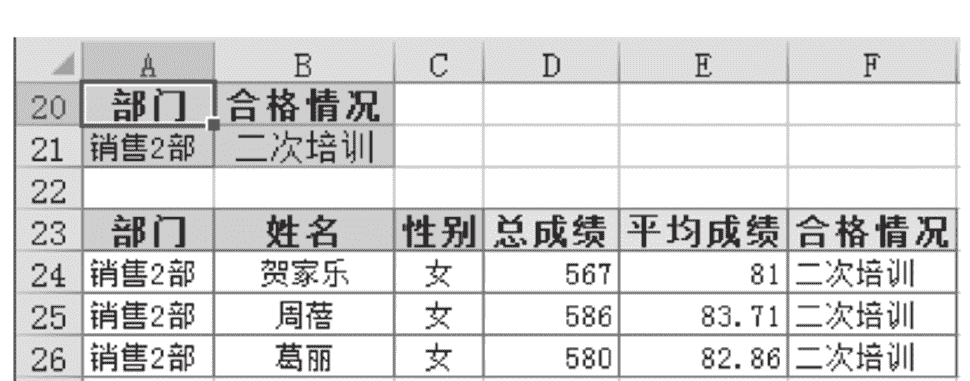 A B C D E F
20 部门 合格情况
21 销售2部 二次培训
22
23 部门 姓名 性别 总成绩 平均成绩 合格情况
24 销售2部 贺家乐 女 567 81 二次培训
25 销售2部 周蓓 女 586 83.71 二次培训
26 销售2部 葛丽 女 580 82.86 二次培训